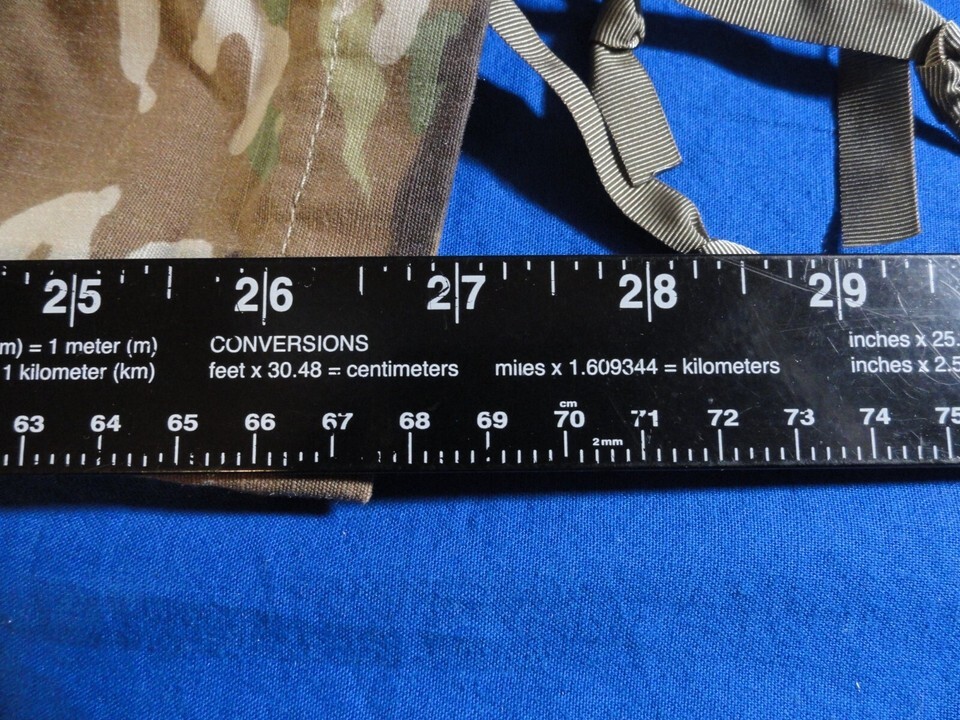 25 26 27 28 29
m) = 1 meter (m) CONVERSIONS inches x 25.
1 kilometer (km) feet x 30.48 = centimeters miles x 1.609344 = kilometers inches x 2.5
cm
63 64 65 66 67 68 69 70 71 72 73 74 75
2mm